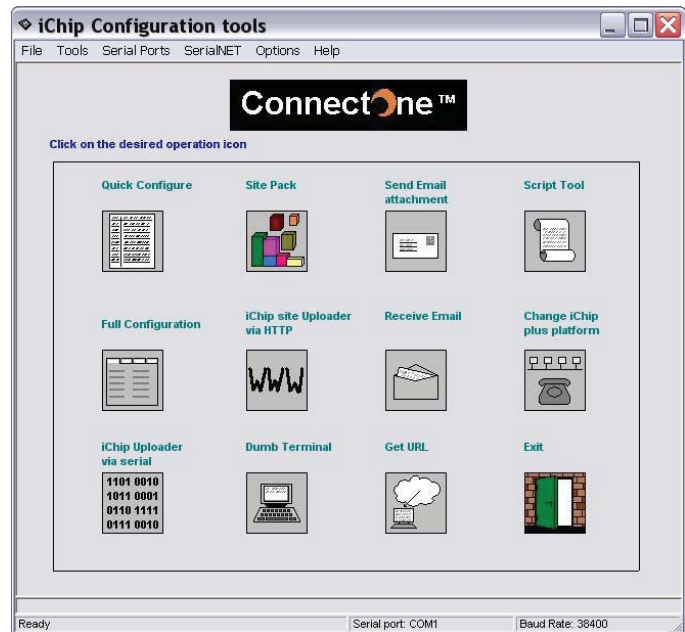 iChip Configuration tools
File Tools Serial Ports SerialNET Options Help
ConnectOne™
Click on the desired operation icon
Quick Configure
Site Pack
Send Email
attachment
Script Tool
Full Configuration
iChip site Uploader
via HTTP
Receive Email
Change iChip
plus platform
WWW
iChip Uploader
via serial
Dumb Terminal
Get URL
Exit
1101 0010
1011 0001
0110 1111
0111 0010
Ready
Serial port: COM1
Baud Rate: 38400